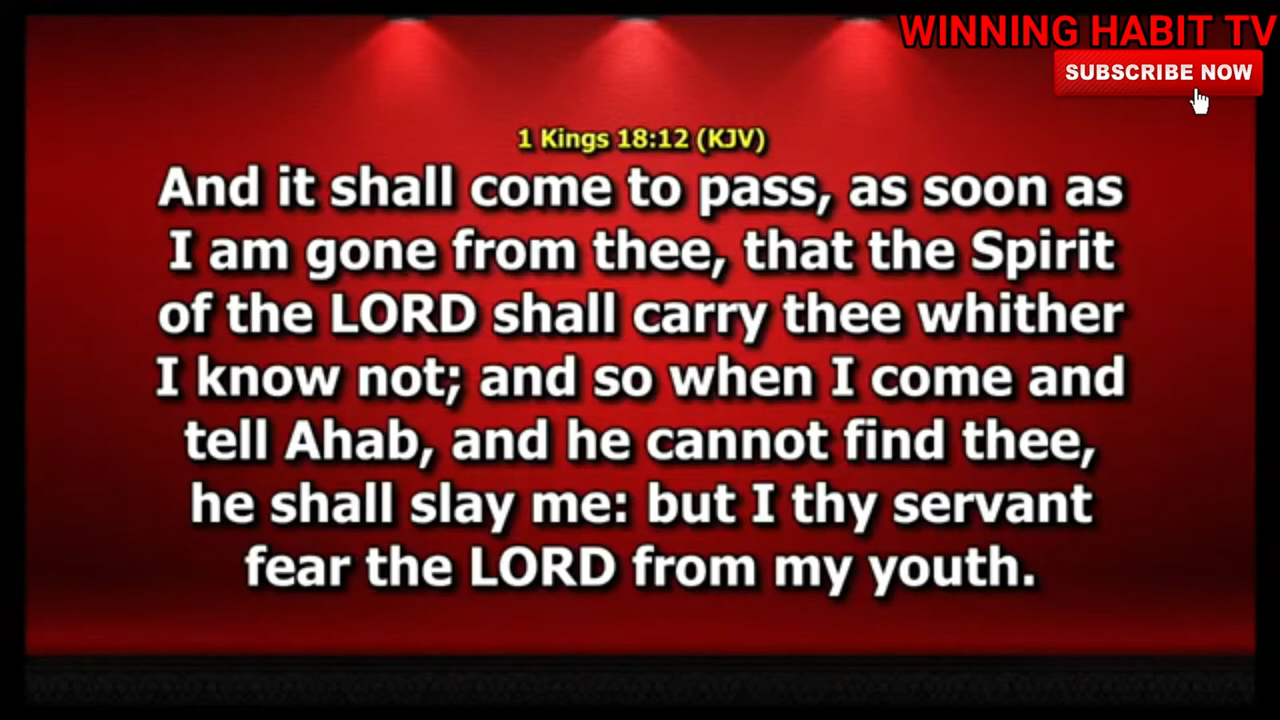 WINNING HABIT TV
SUBSCRIBE NOW
1 Kings 18:12 (KJV)
And it shall come to pass, as soon as
I am gone from thee, that the Spirit
of the LORD shall carry thee whither
I know not; and so when I come and
tell Ahab, and he cannot find thee,
he shall slay me: but I thy servant
fear the LORD from my youth.